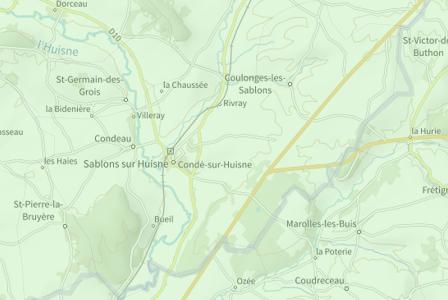 Dorceau
D10
l'Huisne
St-Victor-de-
Buthon
St-Germain-des-
Grois
la Chaussée
Coulonges-les-
Sablons
la Bidenière
Villeray
Rivray
la Hurie
Condeau
les Haies
Sablons sur Huisne
Condé-sur-Huisne
St-Pierre-la-
Bruyère
Bueil
Marolles-les-Buis
la Poterie
Ozée
Coudreceau